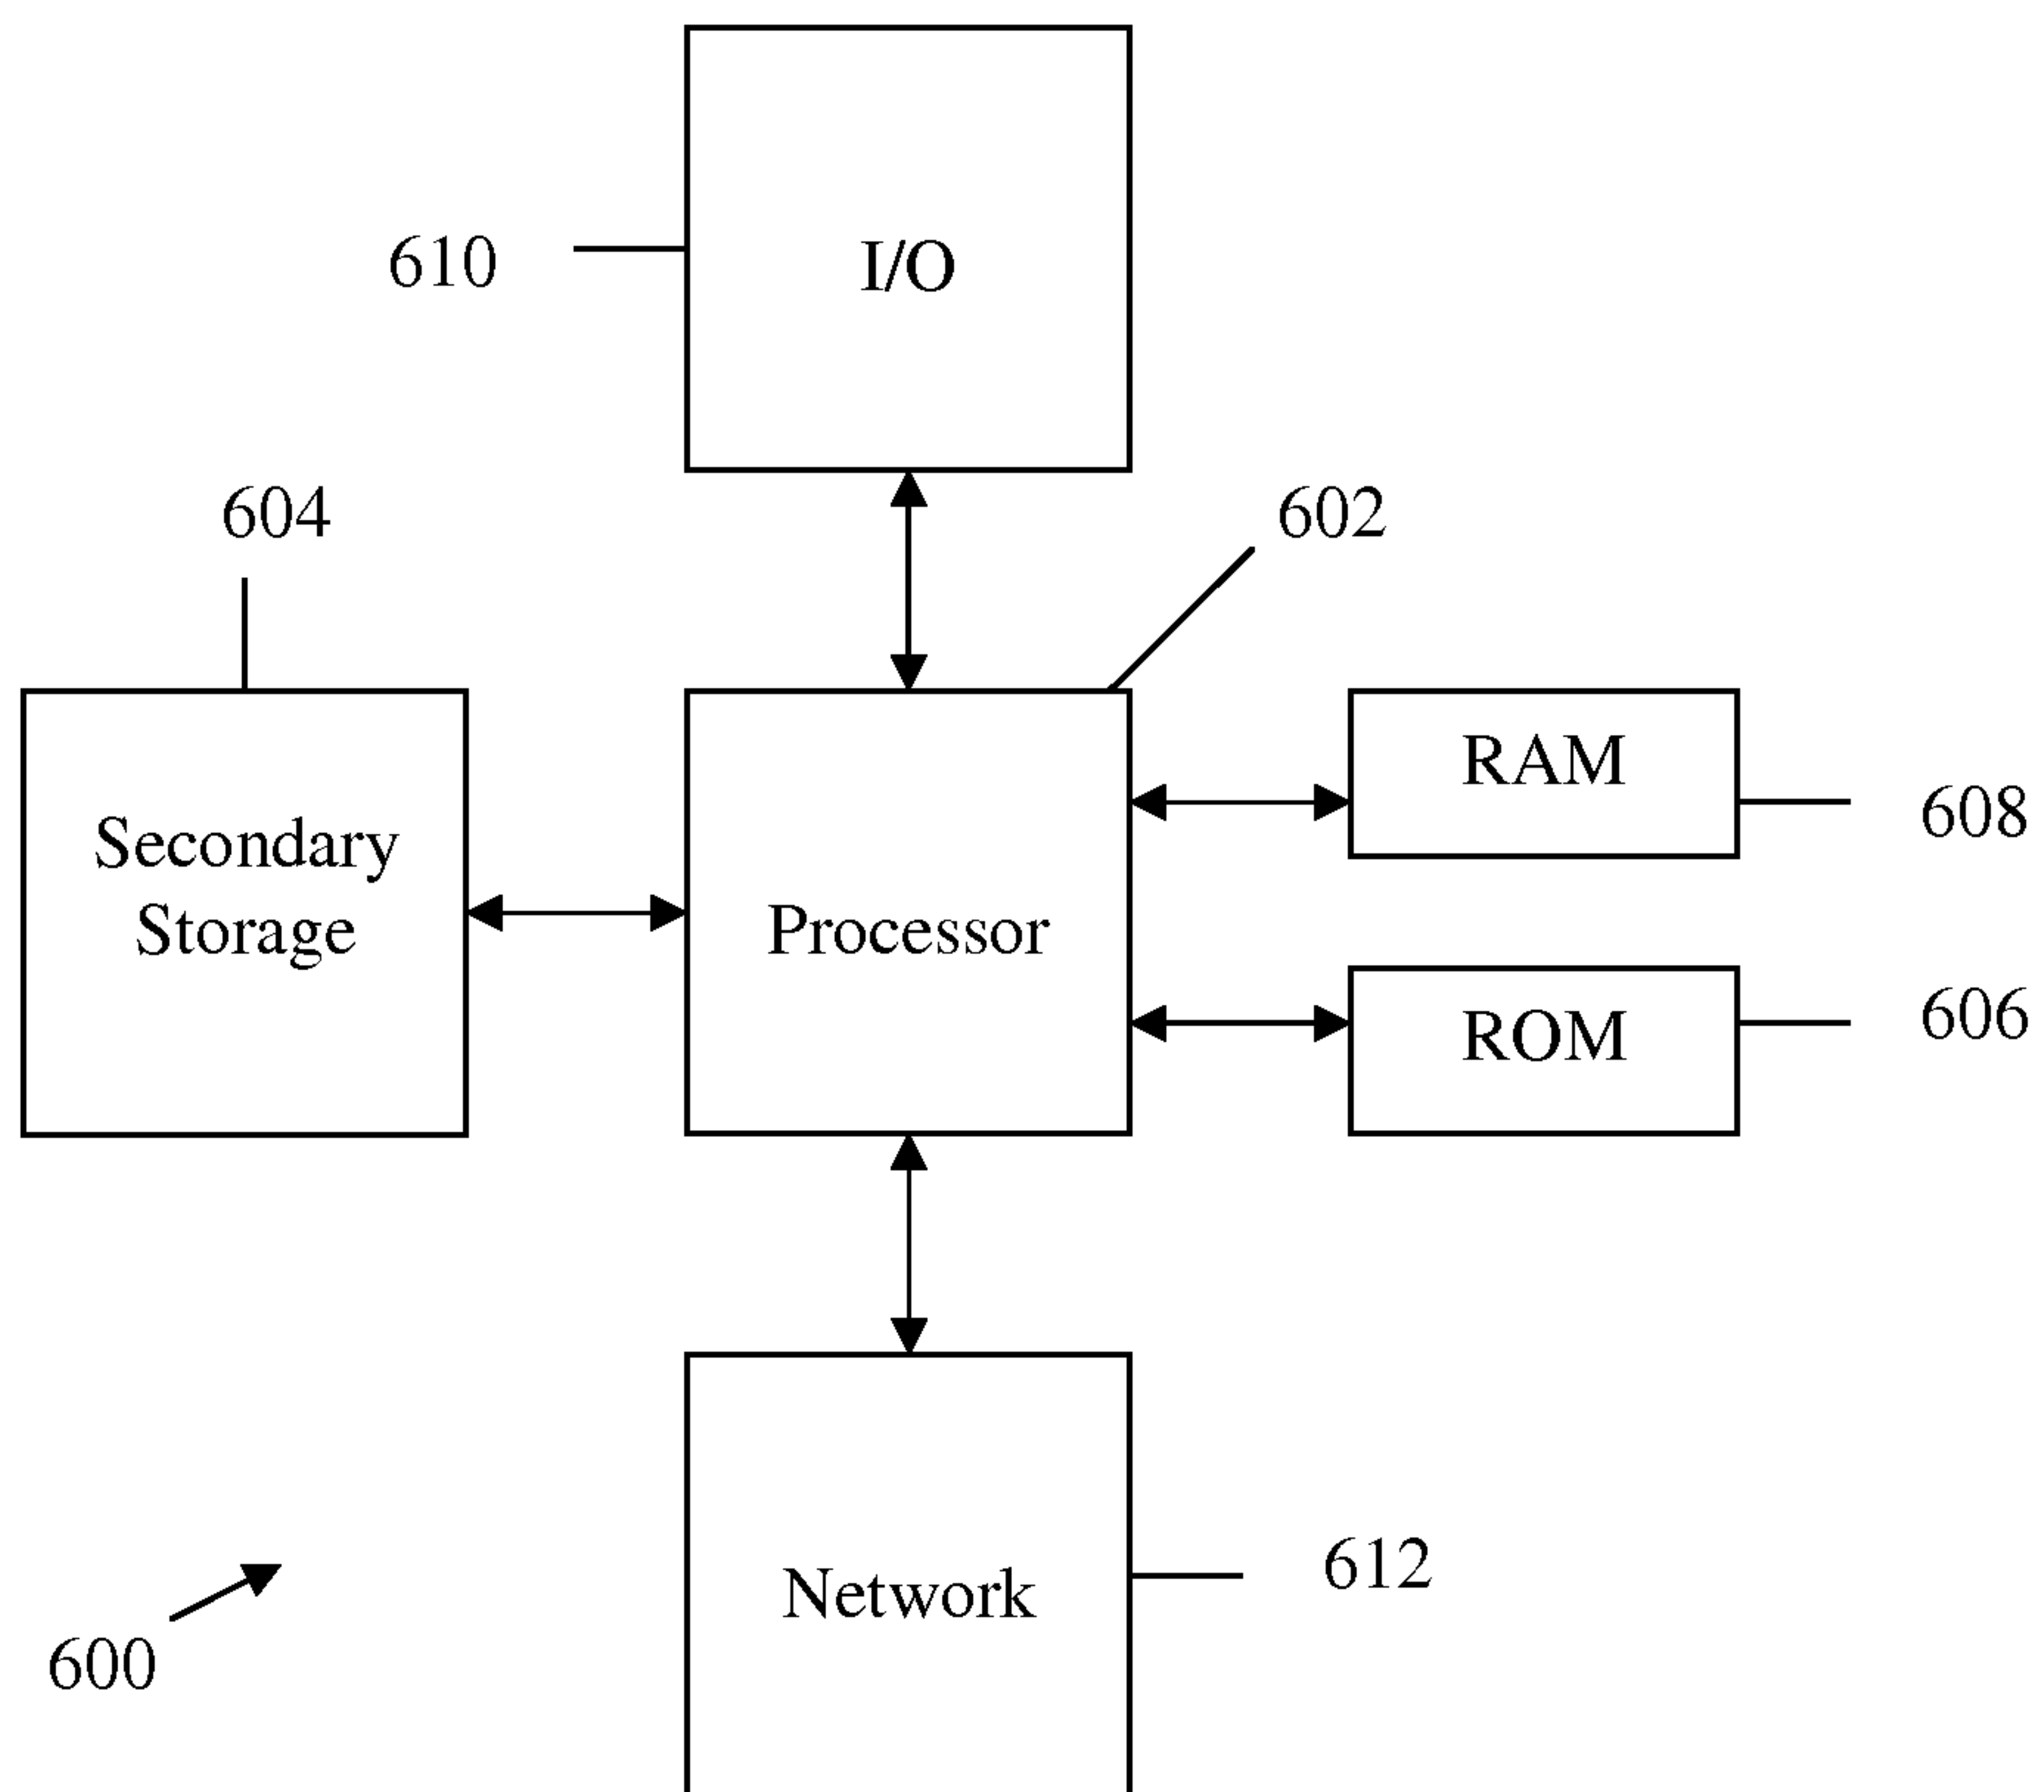 610
I/O
604
602
RAM
608
Secondary
Storage
Processor
606
ROM
612
Network
600